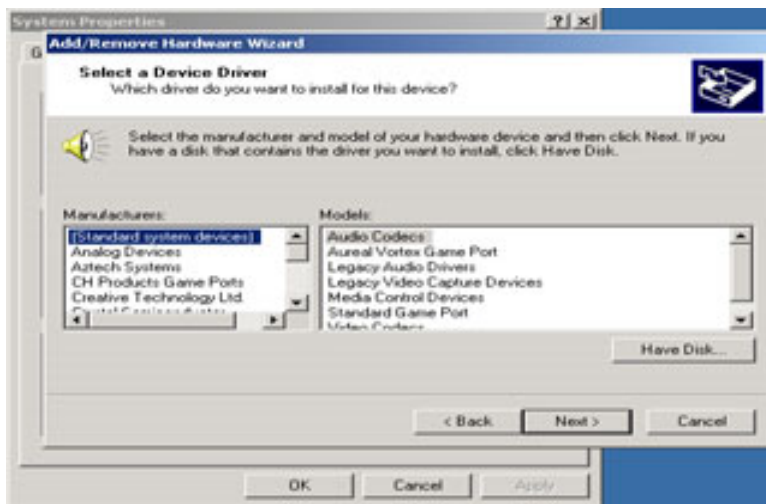 System Properties
Add/Remove Hardware Wizard
G
Select a Device Driver
Which driver do you want to install for this device?
Select the manufacturer and model of your hardware device and then click Next. If you
have a disk that contains the driver you want to install, click Have Disk.
Manufacturers:
(Standard system devices)
Analog Devices
Aztech Systems
CH Products Game Ports
Creative Technology Ltd.
Models:
Audio Codecs
Aureal Vortex Game Port
Legacy Audio Drivers
Legacy Video Capture Devices
Media Control Devices
Standard Game Port
Video Codecs
Have Disk...
< Back
Next >
Cancel
OK
Cancel
Apply